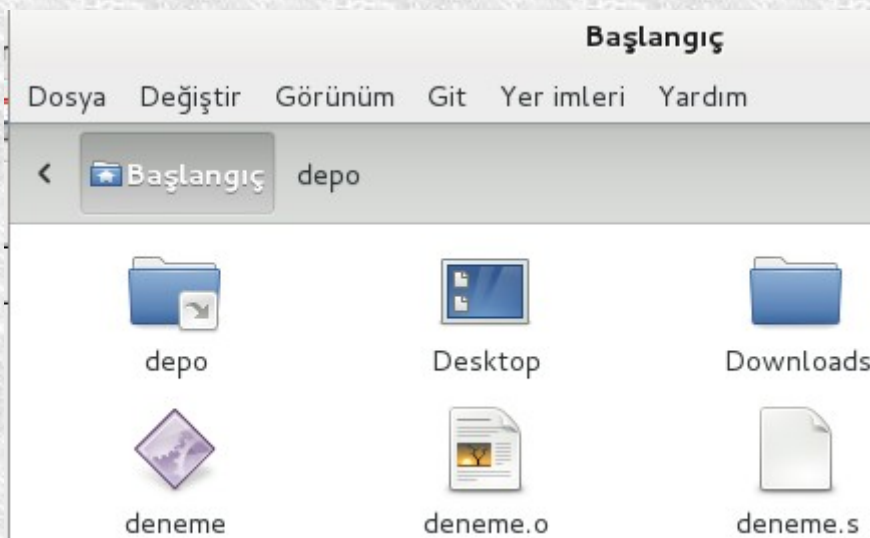 Başlangıç
Dosya Değiştir Görünüm Git Yer imleri Yardım
Başlangıç depo
depo Desktop Downloads
deneme deneme.o deneme.s